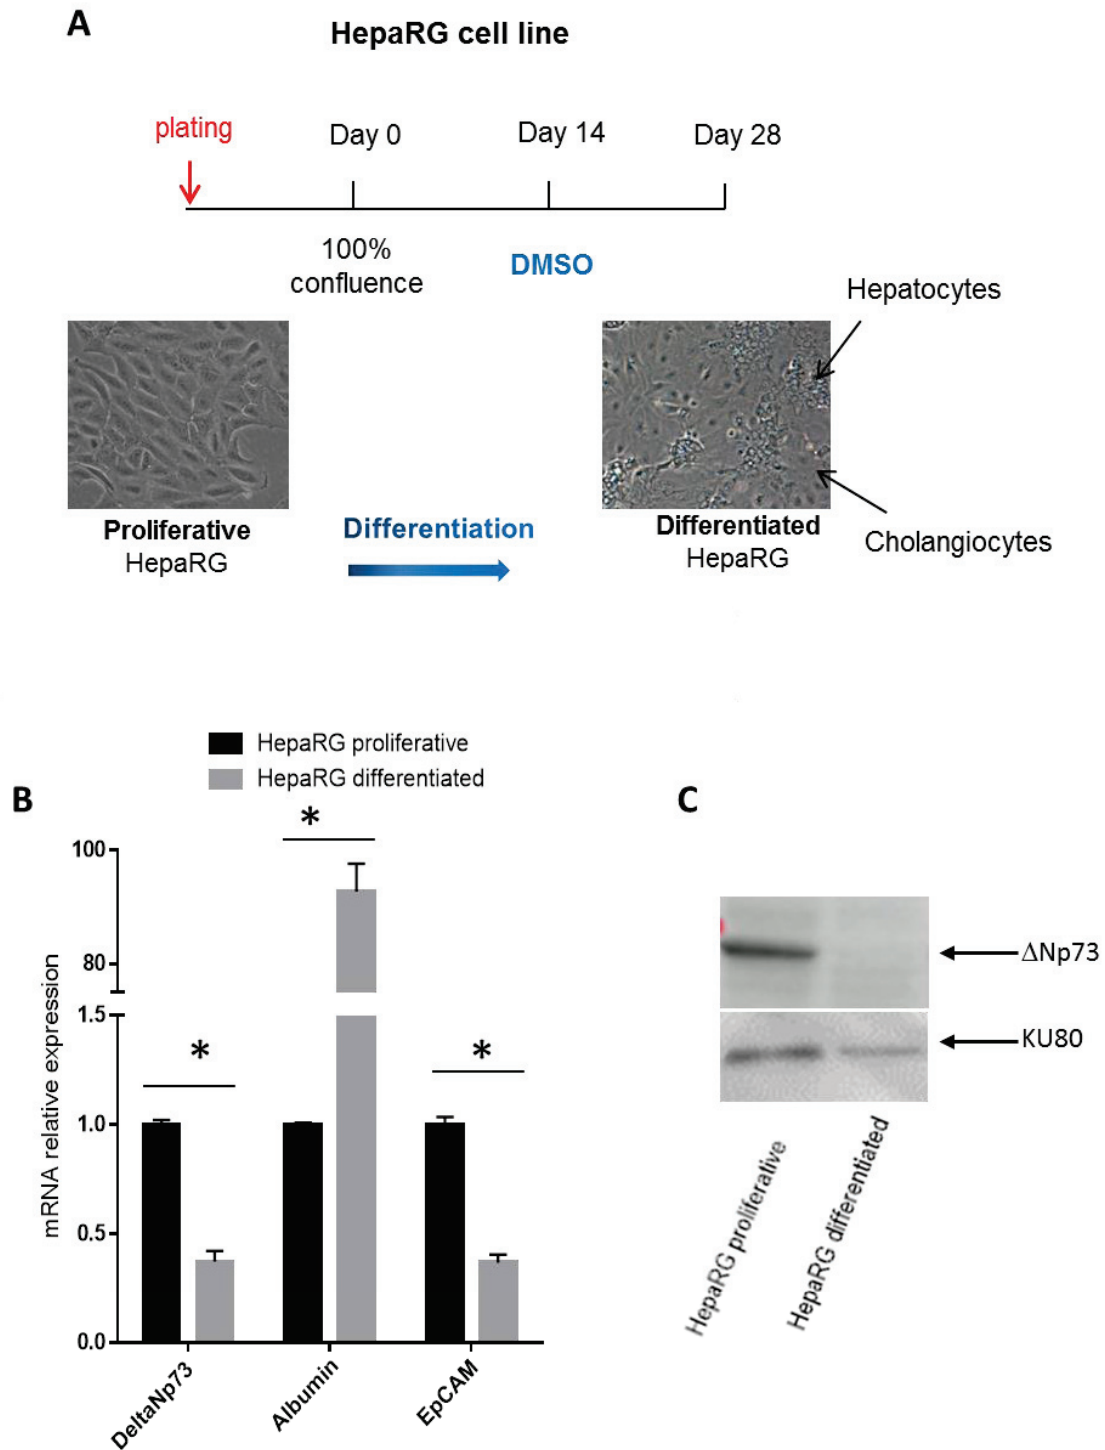 A
HepaRG cell line
plating
Day 0
Day 14
Day 28
100%
confluence
DMSO
Hepatocytes
Proliferative
HepaRG
Differentiation
Differentiated
HepaRG
Cholangiocytes
HepaRG proliferative
HepaRG differentiated
B
*
*
*
mRNA relative expression
100
80
1.5
1.0
0.5
0.0
DeltaNp73
Albumin
EpCAM
C
ΔNp73
KU80
HepaRG proliferative
HepaRG differentiated